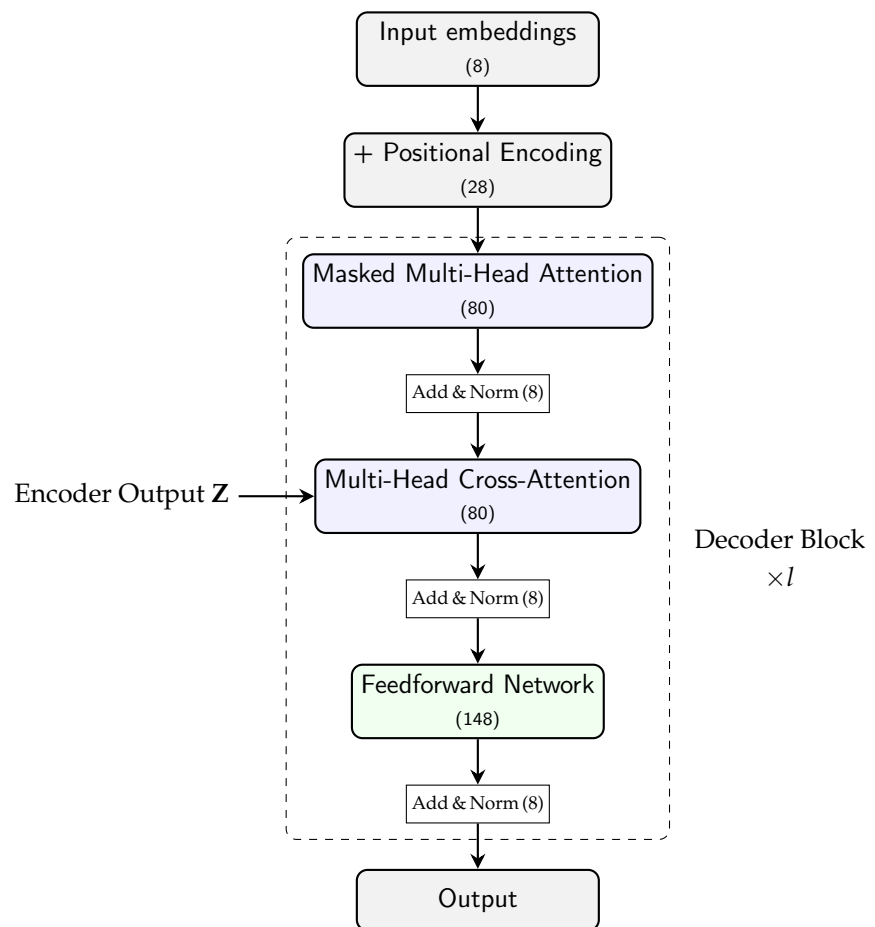 Input embeddings
(8)
+ Positional Encoding
(28)
Masked Multi-Head Attention
(80)
Add & Norm (8)
Multi-Head Cross-Attention
(80)
Encoder Output Z
Decoder Block
×l
Add & Norm (8)
Feedforward Network
(148)
Add & Norm (8)
Output